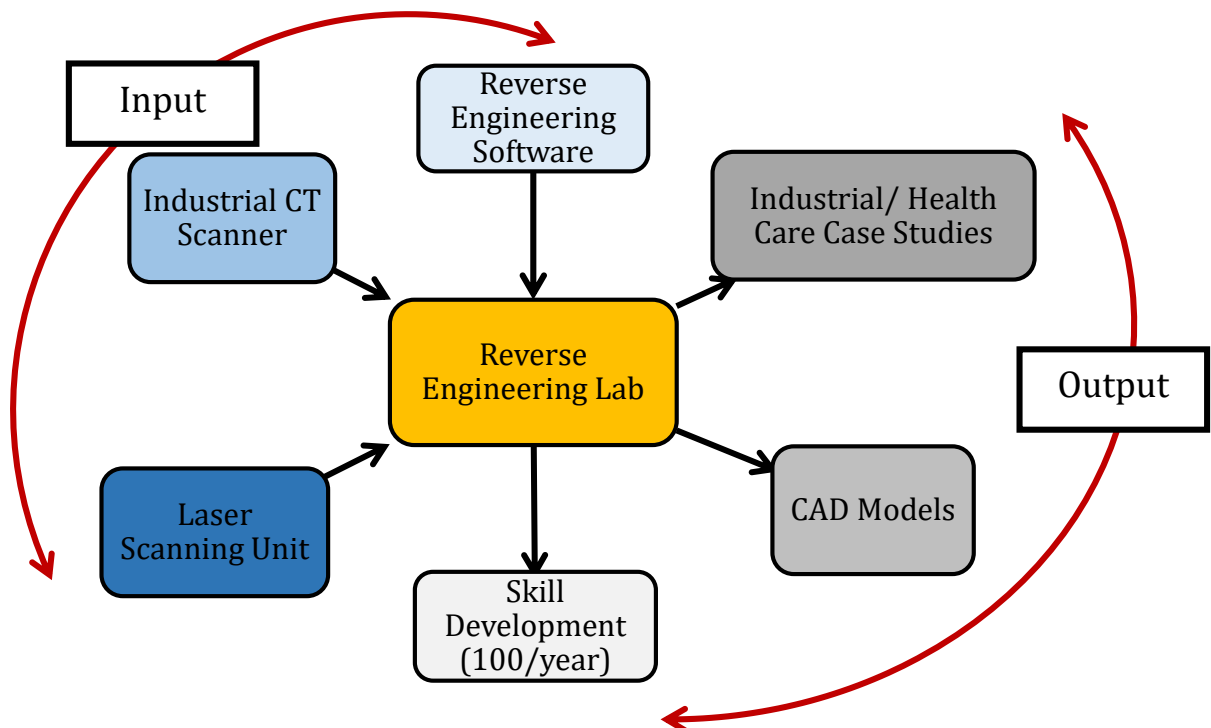 Input
Reverse
Engineering
Software
Industrial CT
Scanner
Industrial/ Health
Care Case Studies
Reverse
Engineering Lab
Output
Laser
Scanning Unit
CAD Models
Skill
Development
(100/year)